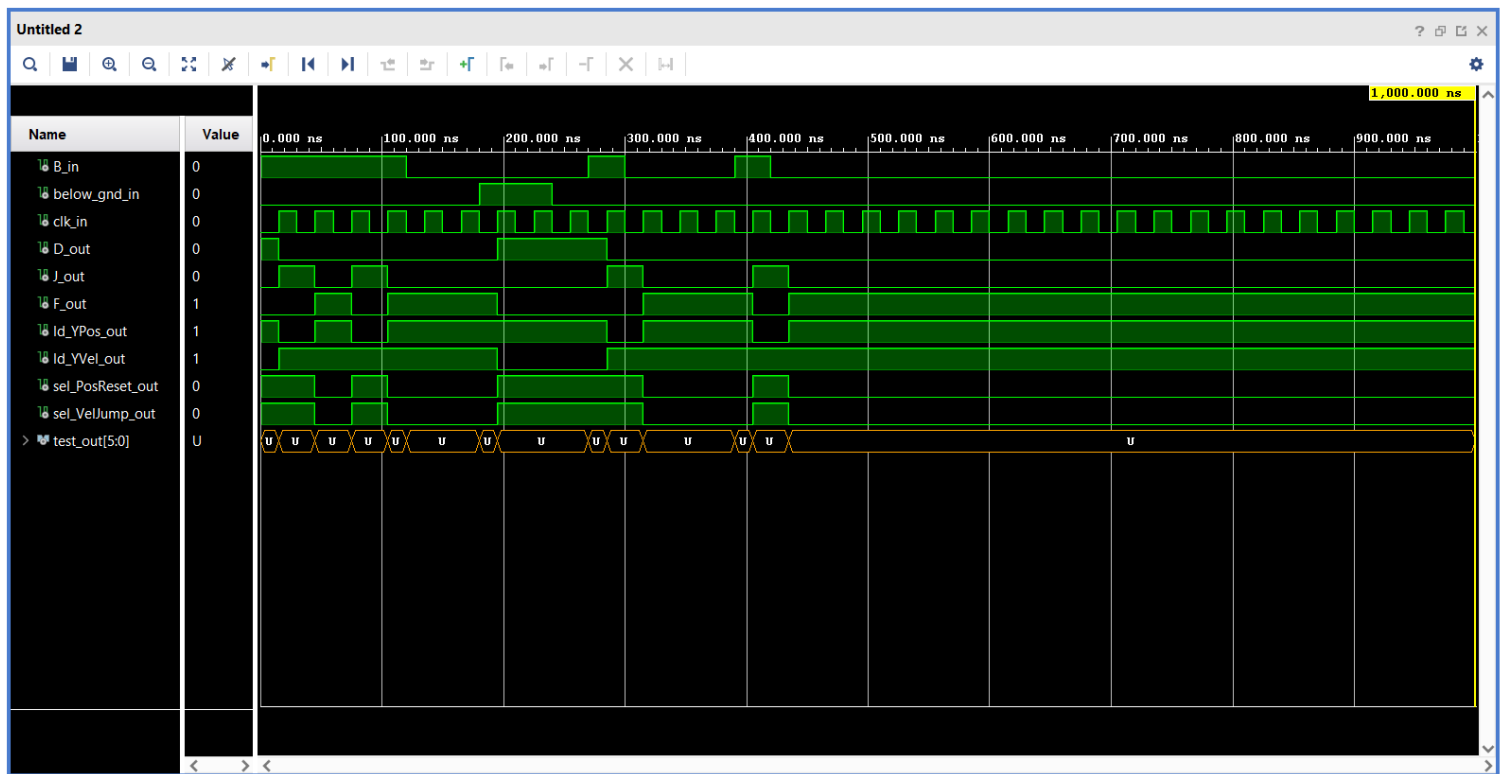 Untitled 2
1,000.000 ns
Name Value 0.000 ns 100.000 ns 200.000 ns 300.000 ns 400.000 ns 500.000 ns 600.000 ns 700.000 ns 800.000 ns 900.000 ns
B_in 0
below_gnd_in 0
clk_in 0
D_out 0
J_out 0
F_out 1
ld_YPos_out 1
ld_YVel_out 1
sel_PosReset_out 0
sel_VelJump_out 0
test_out[5:0] U U U U U U U U U U U U U U U